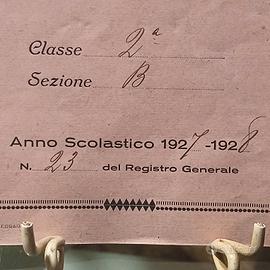 Classe 2ª
Sezione B
Anno Scolastico 1927-1928
N. 23 del Registro Generale